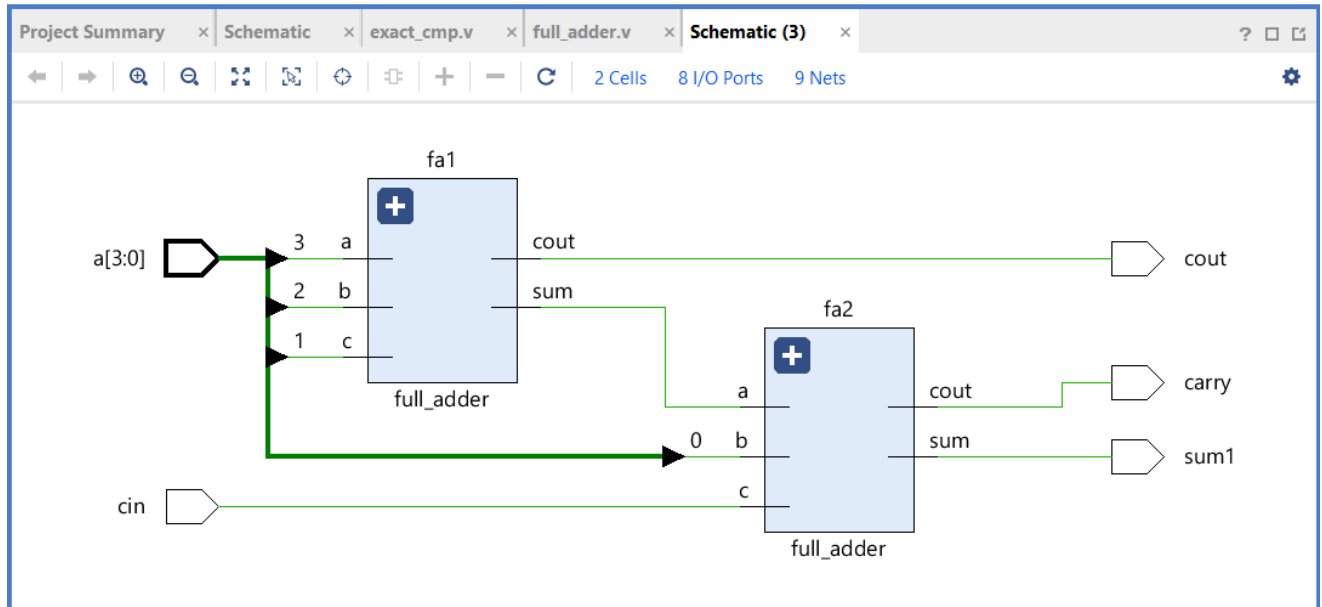 Project Summary × Schematic × exact_cmp.v × full_adder.v × Schematic (3) ×
2 Cells 8 I/O Ports 9 Nets
fa1
a[3:0] 3 a cout cout
2 b sum
1 c
full_adder
fa2
a cout carry
0 b sum sum1
cin c
full_adder